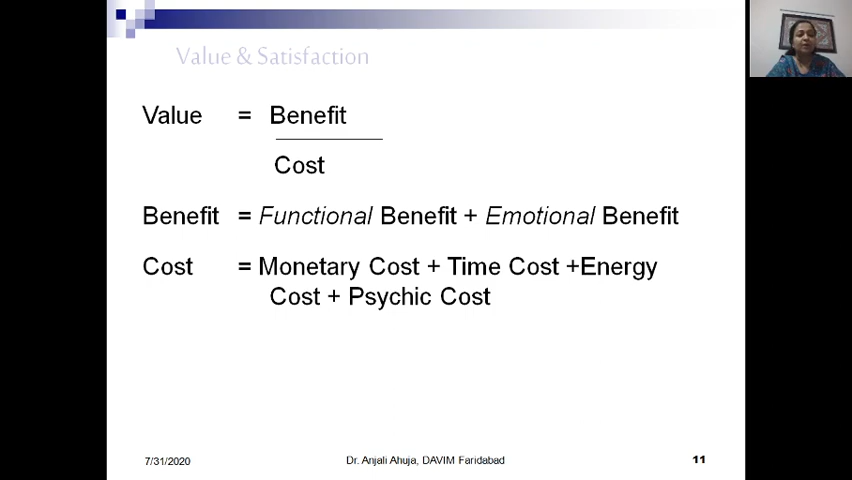 Value & Satisfaction
Value = Benefit
Cost
Benefit = Functional Benefit + Emotional Benefit
Cost = Monetary Cost + Time Cost +Energy
Cost + Psychic Cost
7/31/2020 Dr. Anjali Ahuja, DAVIM Faridabad 11